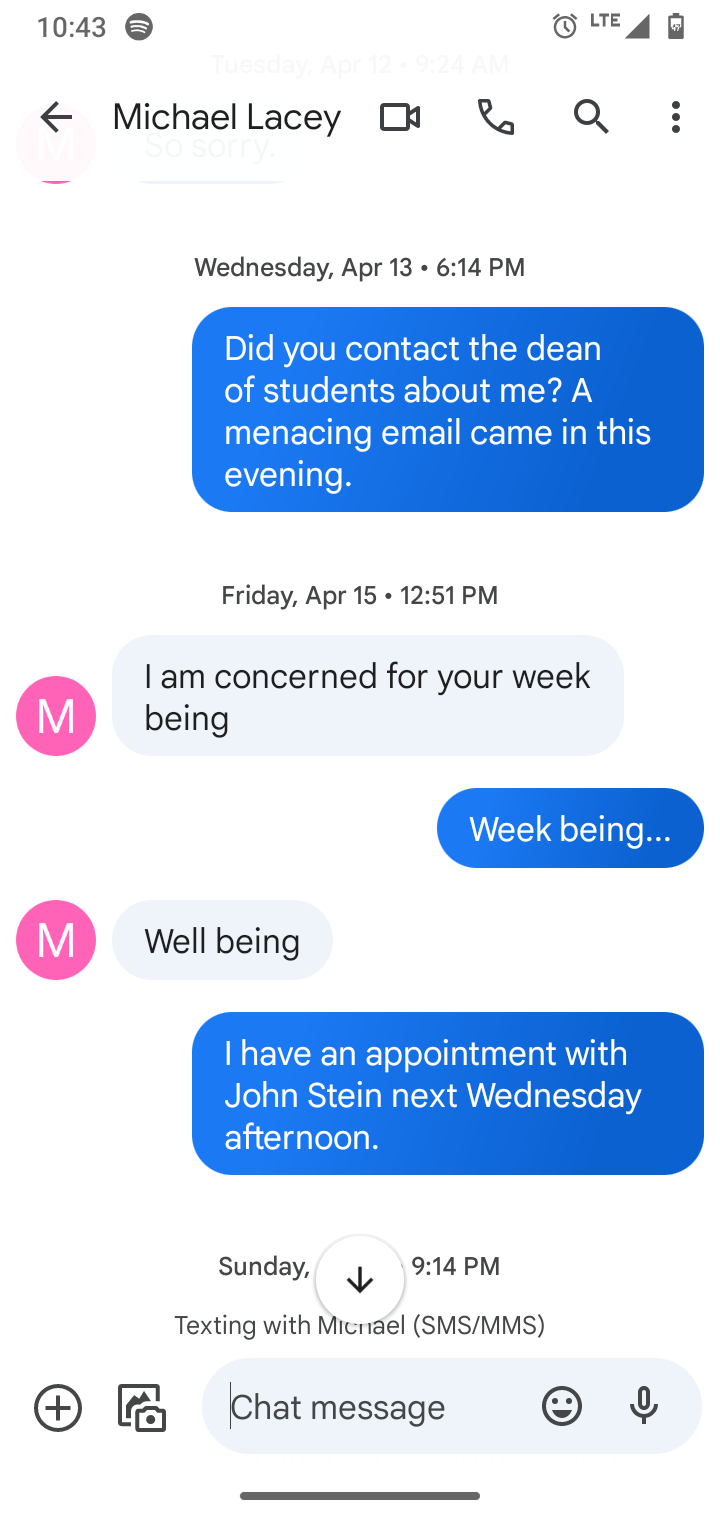 10:43
LTE
47
Tuesday, Apr 12 • 9:24 AM
Michael Lacey
M
So sorry.
Wednesday, Apr 13 • 6:14 PM
Did you contact the dean
of students about me? A
menacing email came in this
evening.
Friday, Apr 15 • 12:51 PM
I am concerned for your week
being
M
Week being...
M
Well being
I have an appointment with
John Stein next Wednesday
afternoon.
Sunday, 9:14 PM
Texting with Michael (SMS/MMS)
Chat message